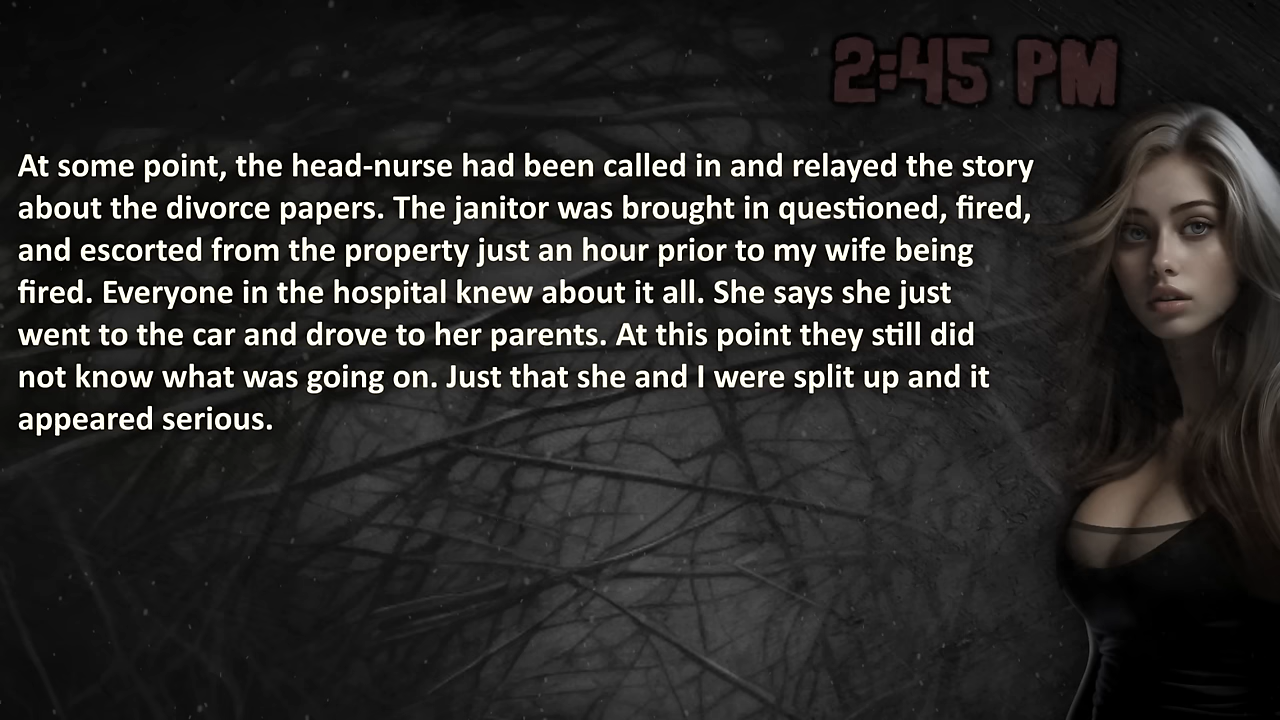 2:45 PM
At some point, the head-nurse had been called in and relayed the story
about the divorce papers. The janitor was brought in questioned, fired,
and escorted from the property just an hour prior to my wife being
fired. Everyone in the hospital knew about it all. She says she just
went to the car and drove to her parents. At this point they still did
not know what was going on. Just that she and I were split up and it
appeared serious.